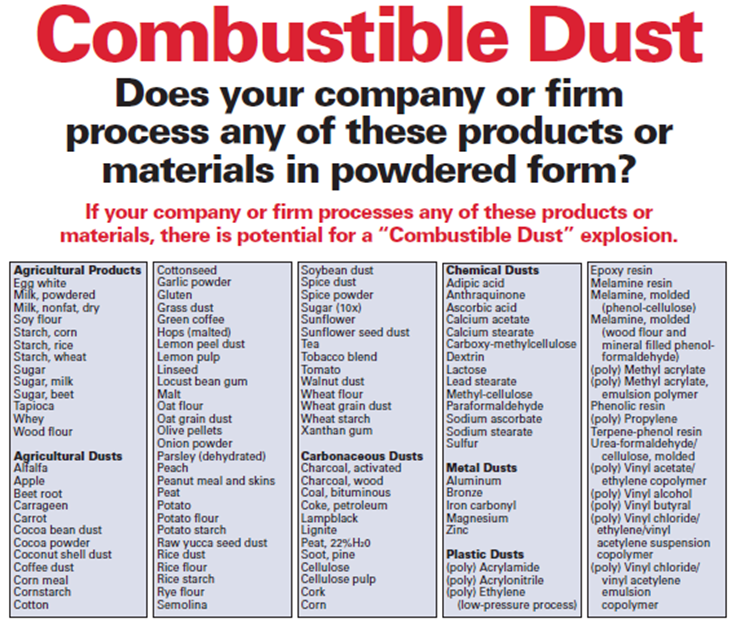 Combustible Dust
Does your company or firm
process any of these products or
materials in powdered form?
If your company or firm processes any of these products or
materials, there is potential for a “Combustible Dust” explosion.
Agricultural Products
Egg white
Milk, powdered
Milk, nonfat, dry
Soy flour
Starch, corn
Starch, rice
Starch, wheat
Sugar
Sugar, milk
Sugar, beet
Tapioca
Whey
Wood flour
Agricultural Dusts
Alfalfa
Apple
Beet root
Carrageen
Carrot
Cocoa bean dust
Cocoa powder
Coconut shell dust
Coffee dust
Corn meal
Cornstarch
Cotton
Cottonseed
Garlic powder
Gluten
Grass dust
Green coffee
Hops (malted)
Lemon peel dust
Lemon pulp
Linseed
Locust bean gum
Malt
Oat flour
Oat grain dust
Olive pellets
Onion powder
Parsley (dehydrated)
Peach
Peanut meal and skins
Peat
Potato
Potato flour
Potato starch
Raw yucca seed dust
Rice dust
Rice flour
Rice starch
Rye flour
Semolina
Soybean dust
Spice dust
Spice powder
Sugar (10x)
Sunflower
Sunflower seed dust
Tea
Tobacco blend
Tomato
Walnut dust
Wheat flour
Wheat grain dust
Wheat starch
Xanthan gum
Carbonaceous Dusts
Charcoal, activated
Charcoal, wood
Coal, bituminous
Coke, petroleum
Lampblack
Lignite
Peat, 22%H20
Soot, pine
Cellulose
Cellulose pulp
Cork
Corn
Chemical Dusts
Adipic acid
Anthraquinone
Ascorbic acid
Calcium acetate
Calcium stearate
Carboxy-methylcellulose
Dextrin
Lactose
Lead stearate
Methyl-cellulose
Paraformaldehyde
Sodium ascorbate
Sodium stearate
Sulfur
Metal Dusts
Aluminum
Bronze
Iron carbonyl
Magnesium
Zinc
Plastic Dusts
(poly) Acrylamide
(poly) Acrylonitrile
(poly) Ethylene
(low-pressure process)
Epoxy resin
Melamine resin
Melamine, molded
(phenol-cellulose)
Melamine, molded
(wood flour and
mineral filled phenol-
formaldehyde)
(poly) Methyl acrylate
(poly) Methyl acrylate,
emulsion polymer
Phenolic resin
(poly) Propylene
Terpene-phenol resin
Urea-formaldehyde/
cellulose, molded
(poly) Vinyl acetate/
ethylene copolymer
(poly) Vinyl alcohol
(poly) Vinyl butyral
(poly) Vinyl chloride/
ethylene/vinyl
acetylene suspension
copolymer
(poly) Vinyl chloride/
vinyl acetylene
emulsion
copolymer